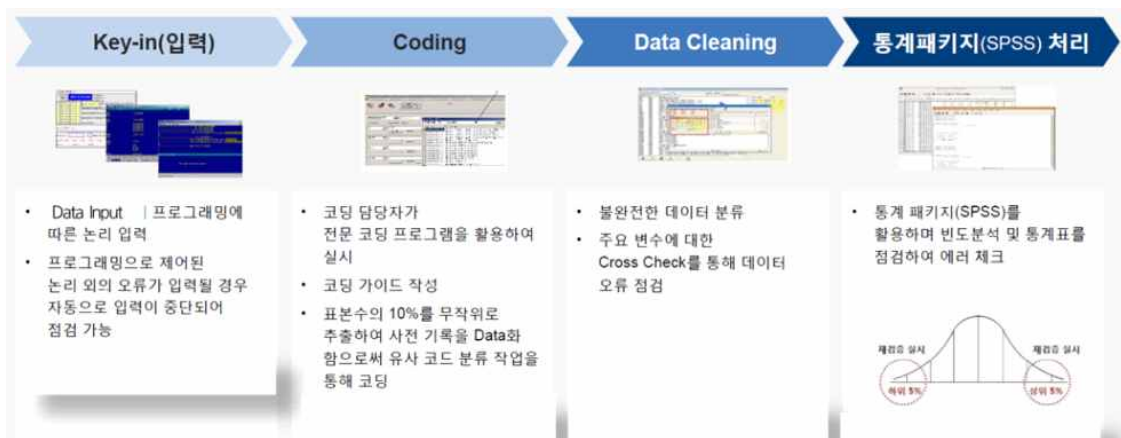 Key-in(입력)
Coding
Data Cleaning
통계패키지(SPSS) 처리
• Data Input | 프로그래밍에
따른 논리 입력
• 프로그래밍으로 제어된
논리 외의 오류가 입력될 경우
자동으로 입력이 중단되어
점검 가능
• 코딩 담당자가
전문 코딩 프로그램을 활용하여
실시
• 코딩 가이드 작성
• 표본수의 10%를 무작위로
추출하여 사전 기록을 Data화
함으로써 유사 코드 분류 작업을
통해 코딩
• 불완전한 데이터 분류
• 주요 변수에 대한
Cross Check를 통해 데이터
오류 점검
• 통계 패키지(SPSS)를
활용하며 빈도분석 및 통계표를
점검하여 에러 체크
재검증 실시
재검증 실시
하위 5%
상위 5%